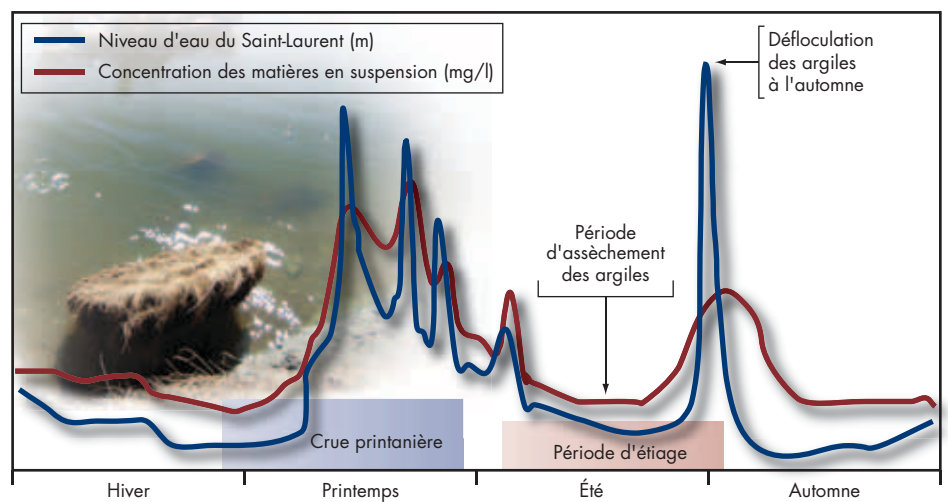 Niveau d'eau du Saint-Laurent (m)
Concentration des matières en suspension (mg/l)
Défloculation
des argiles
à l'automne
Période
d'assèchement
des argiles
Crue printanière
Période d'étiage
Hiver
Printemps
Été
Automne